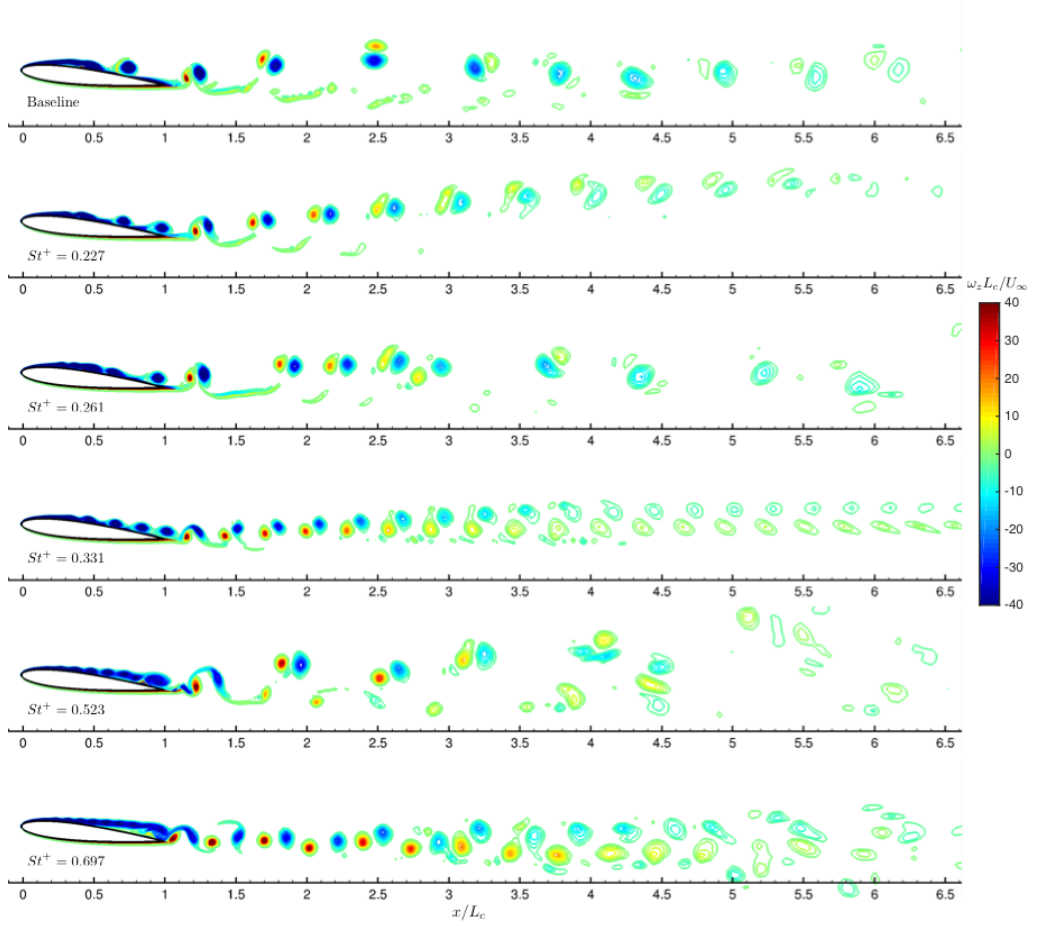 Baseline
0 0.5 1 1.5 2 2.5 3 3.5 4 4.5 5 5.5 6 6.5
St⁺ = 0.227
0 0.5 1 1.5 2 2.5 3 3.5 4 4.5 5 5.5 6 6.5
ω_z L_c/U_∞
40
30
20
10
0
-10
-20
-30
-40
St⁺ = 0.261
0 0.5 1 1.5 2 2.5 3 3.5 4 4.5 5 5.5 6 6.5
St⁺ = 0.331
0 0.5 1 1.5 2 2.5 3 3.5 4 4.5 5 5.5 6 6.5
St⁺ = 0.523
0 0.5 1 1.5 2 2.5 3 3.5 4 4.5 5 5.5 6 6.5
St⁺ = 0.697
0 0.5 1 1.5 2 2.5 3 3.5 4 4.5 5 5.5 6 6.5
x/L_c